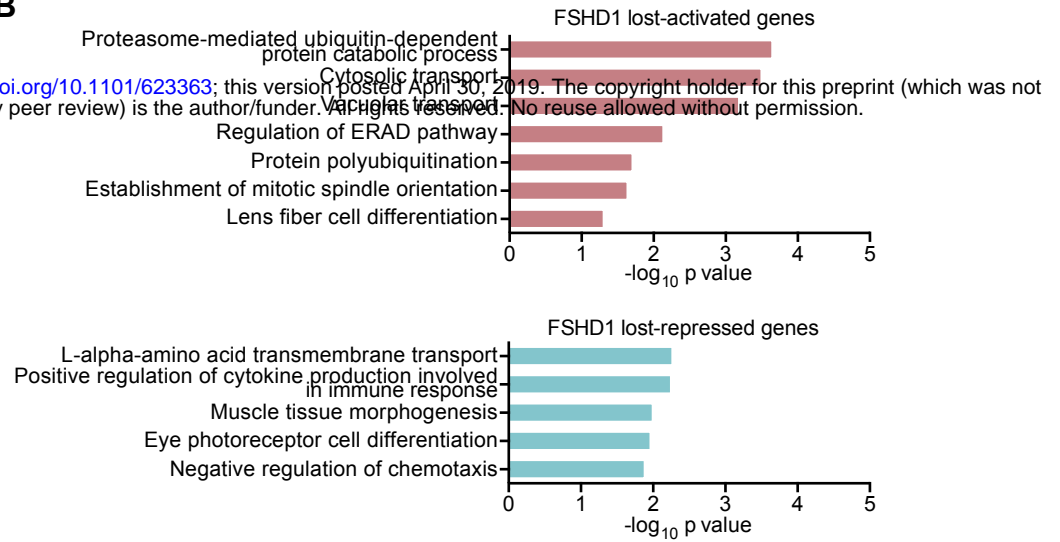 B
FSHD1 lost-activated genes
Proteasome-mediated ubiquitin-dependent
protein catabolic process
Cytosolic transport
oi.org/10.1101/623363; this version posted April 30, 2019. The copyright holder for this preprint (which was not
Vacuolar transport
y peer review) is the author/funder. All rights reserved. No reuse allowed without permission.
Regulation of ERAD pathway
Protein polyubiquitination
Establishment of mitotic spindle orientation
Lens fiber cell differentiation
0 1 2 3 4 5
-log10 p value
FSHD1 lost-repressed genes
L-alpha-amino acid transmembrane transport
Positive regulation of cytokine production involved
in immune response
Muscle tissue morphogenesis
Eye photoreceptor cell differentiation
Negative regulation of chemotaxis
0 1 2 3 4 5
-log10 p value